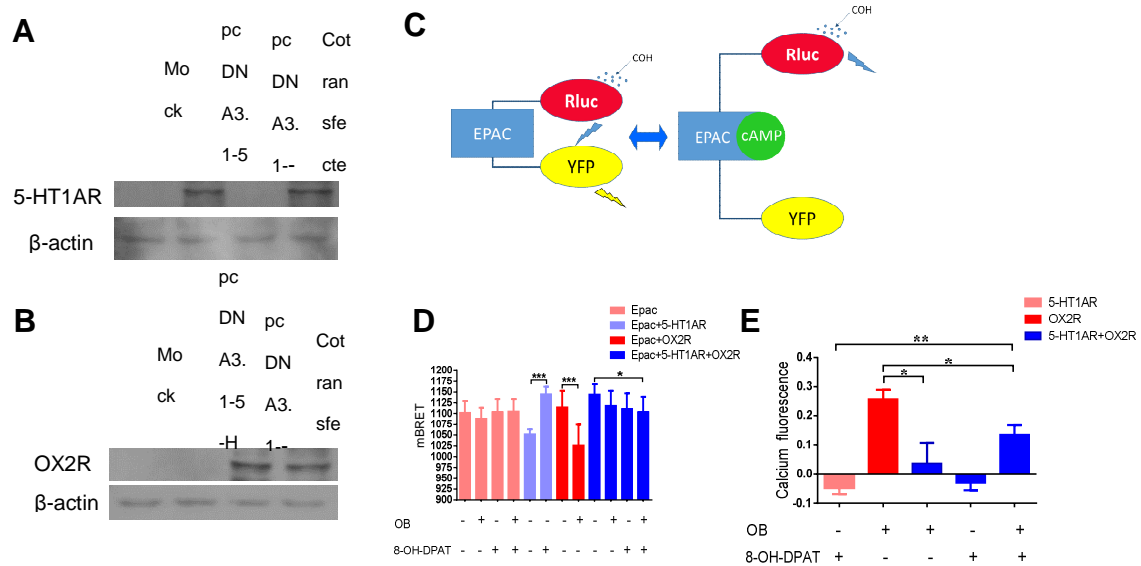 A
Mo
ck
pc
DN
A3.
1-5
pc
DN
A3.
1--
Cot
ran
sfe
cte
5-HT1AR
β-actin
B
Mo
ck
pc
DN
A3.
1-5
-H
pc
DN
A3.
1--
Cot
ran
sfe
OX2R
β-actin
C
COH
Rluc
EPAC
YFP
COH
Rluc
EPAC
cAMP
YFP
D
Epac
Epac+5-HT1AR
Epac+OX2R
Epac+5-HT1AR+OX2R
mBRET
1200
1175
1150
1125
1100
1075
1050
1025
1000
975
950
925
900
*** *** *
OB - + - + - - - + - + - +
8-OH-DPAT - - + + - + - - - - + +
E
5-HT1AR
OX2R
5-HT1AR+OX2R
Calcium fluorescence
0.4
0.3
0.2
0.1
0.0
-0.1
**
*
*
OB - + + - +
8-OH-DPAT + - - + +